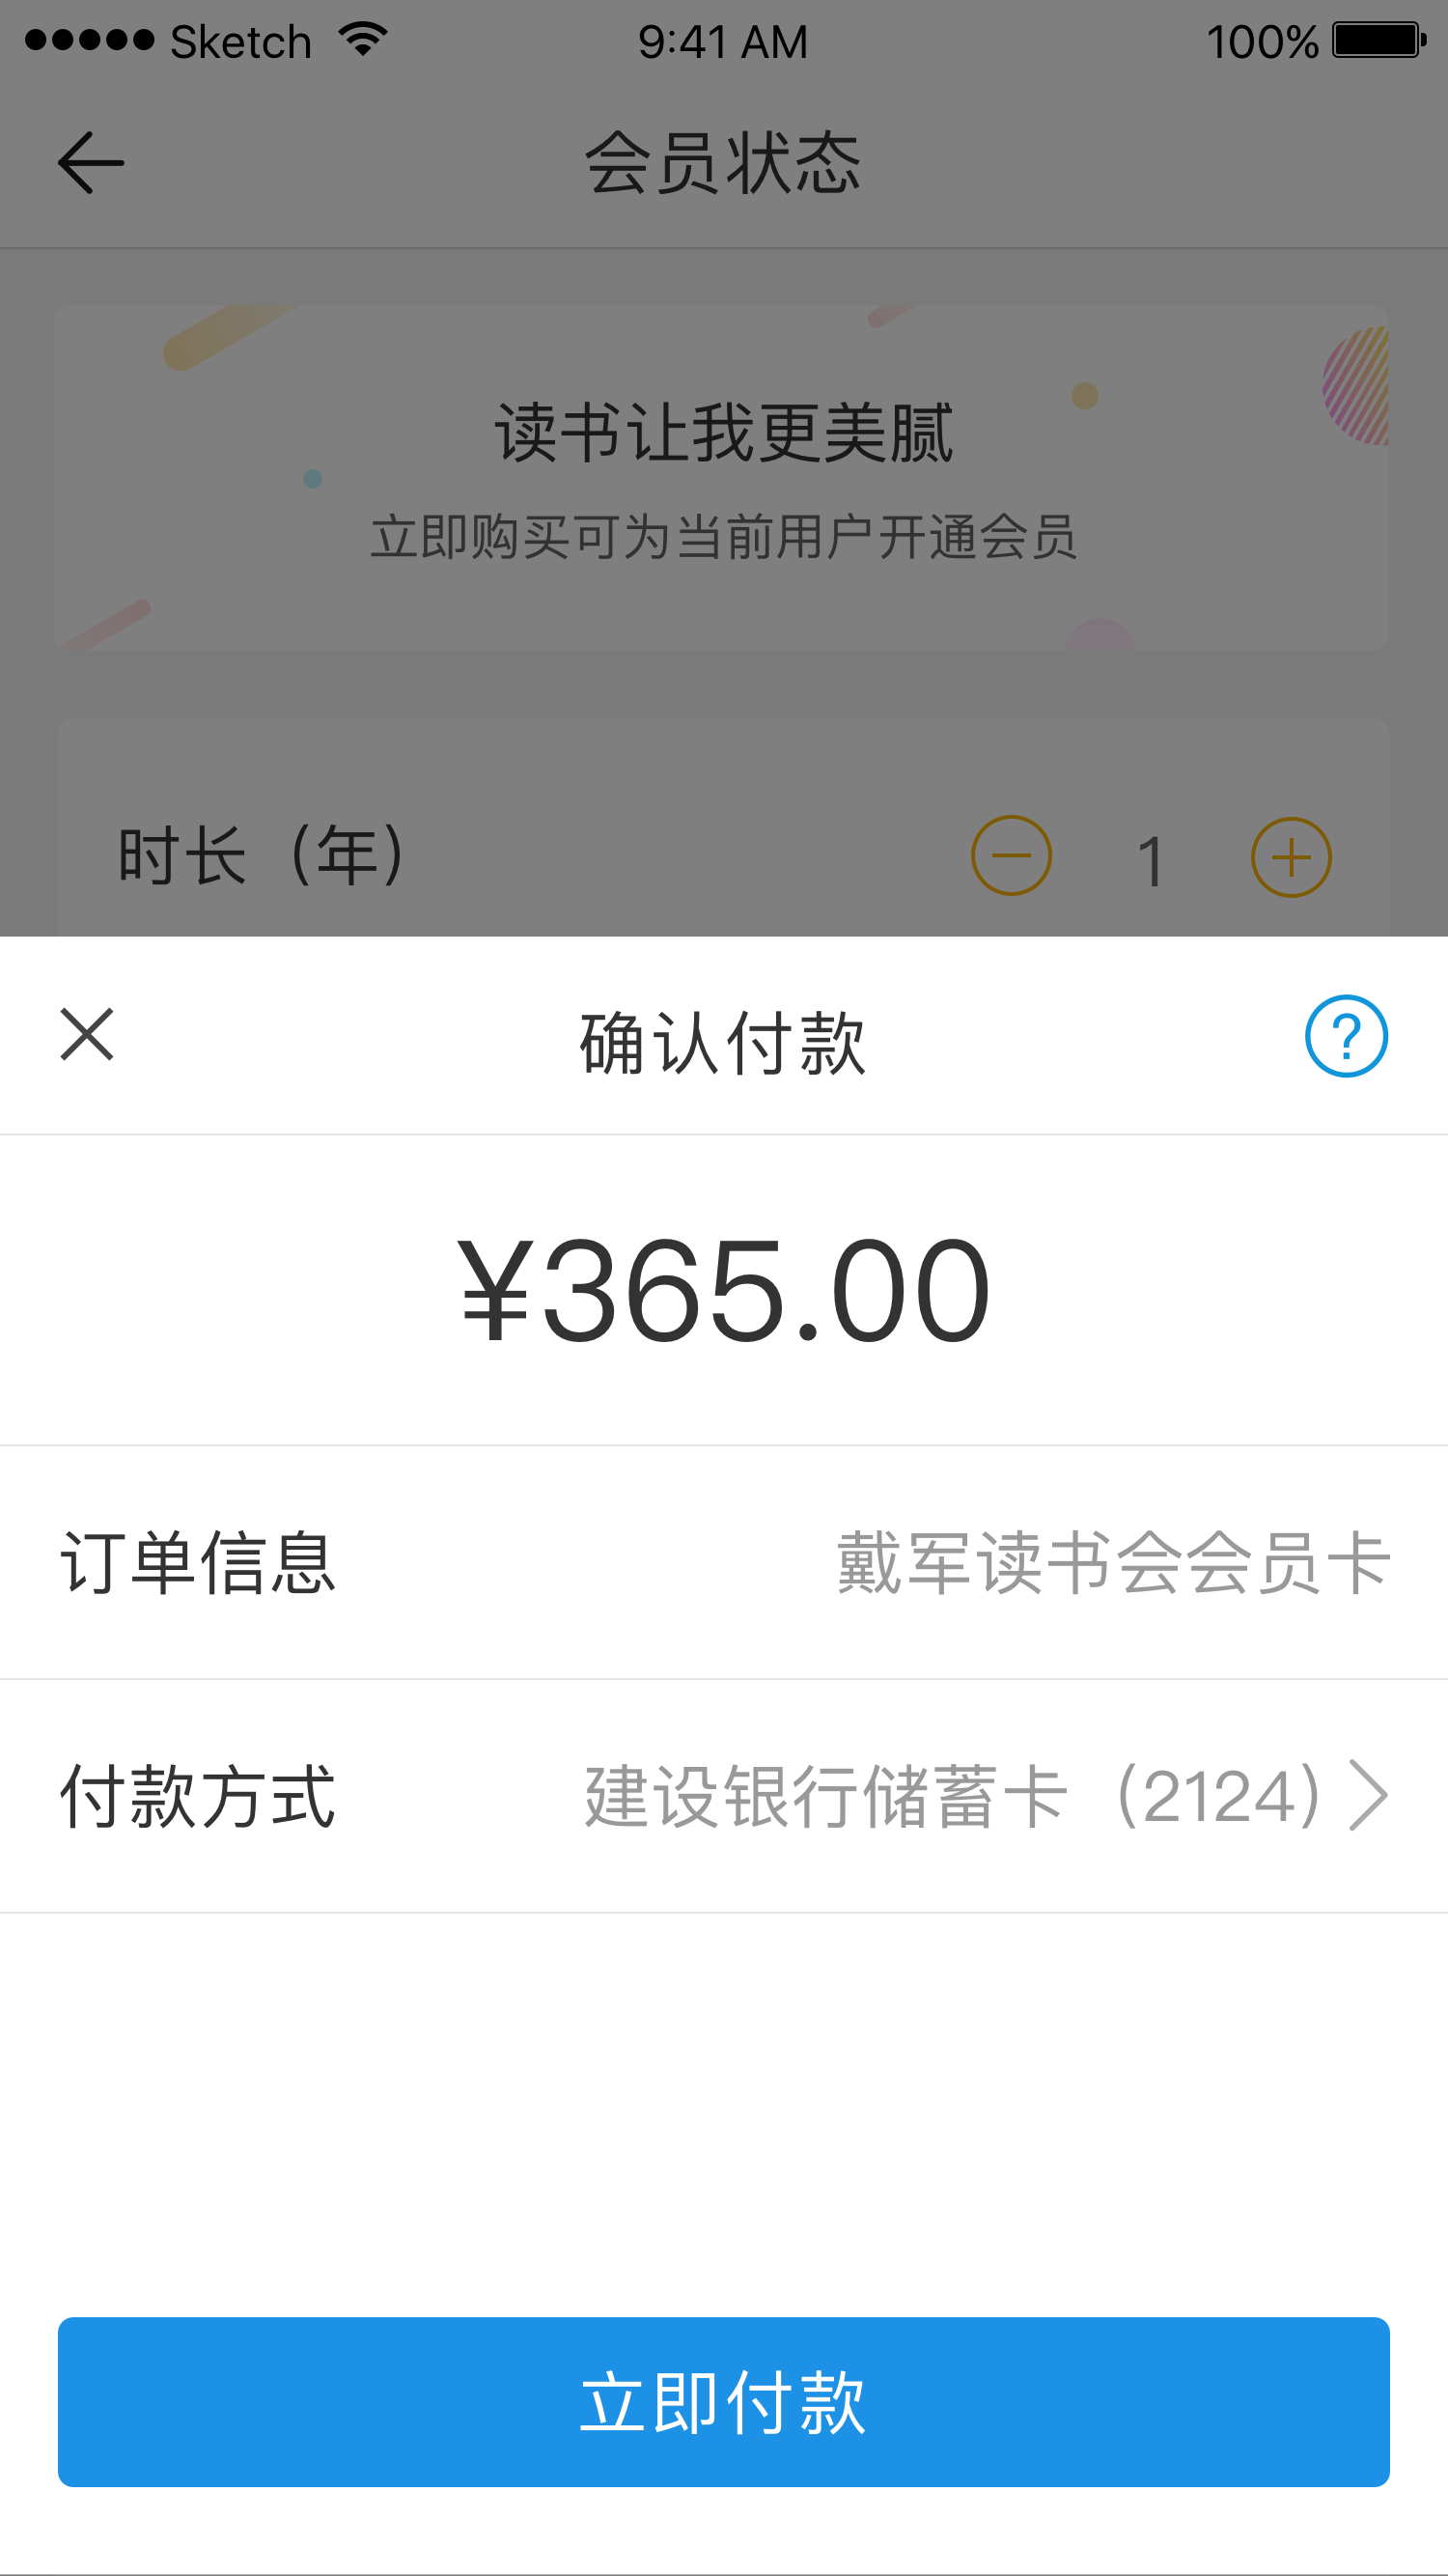 Sketch 9:41 AM 100%
会员状态
读书让我更美腻
立即购买可为当前用户开通会员
时长（年） 1
确认付款 ?
¥365.00
订单信息 戴军读书会会员卡
付款方式 建设银行储蓄卡（2124）
立即付款